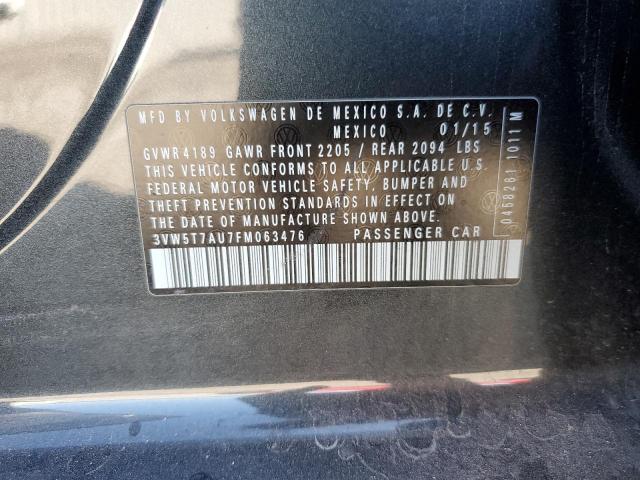 MFD BY VOLKSWAGEN DE MEXICO S.A. DE C.V.
MEXICO 01/15
GVWR 4189 GAWR FRONT 2205 / REAR 2094 LBS
THIS VEHICLE CONFORMS TO ALL APPLICABLE U.S.
FEDERAL MOTOR VEHICLE SAFETY, BUMPER AND
THEFT PREVENTION STANDARDS IN EFFECT ON
THE DATE OF MANUFACTURE SHOWN ABOVE.
3VW5T7AU7FM063476 PASSENGER CAR
0468261 1011 M